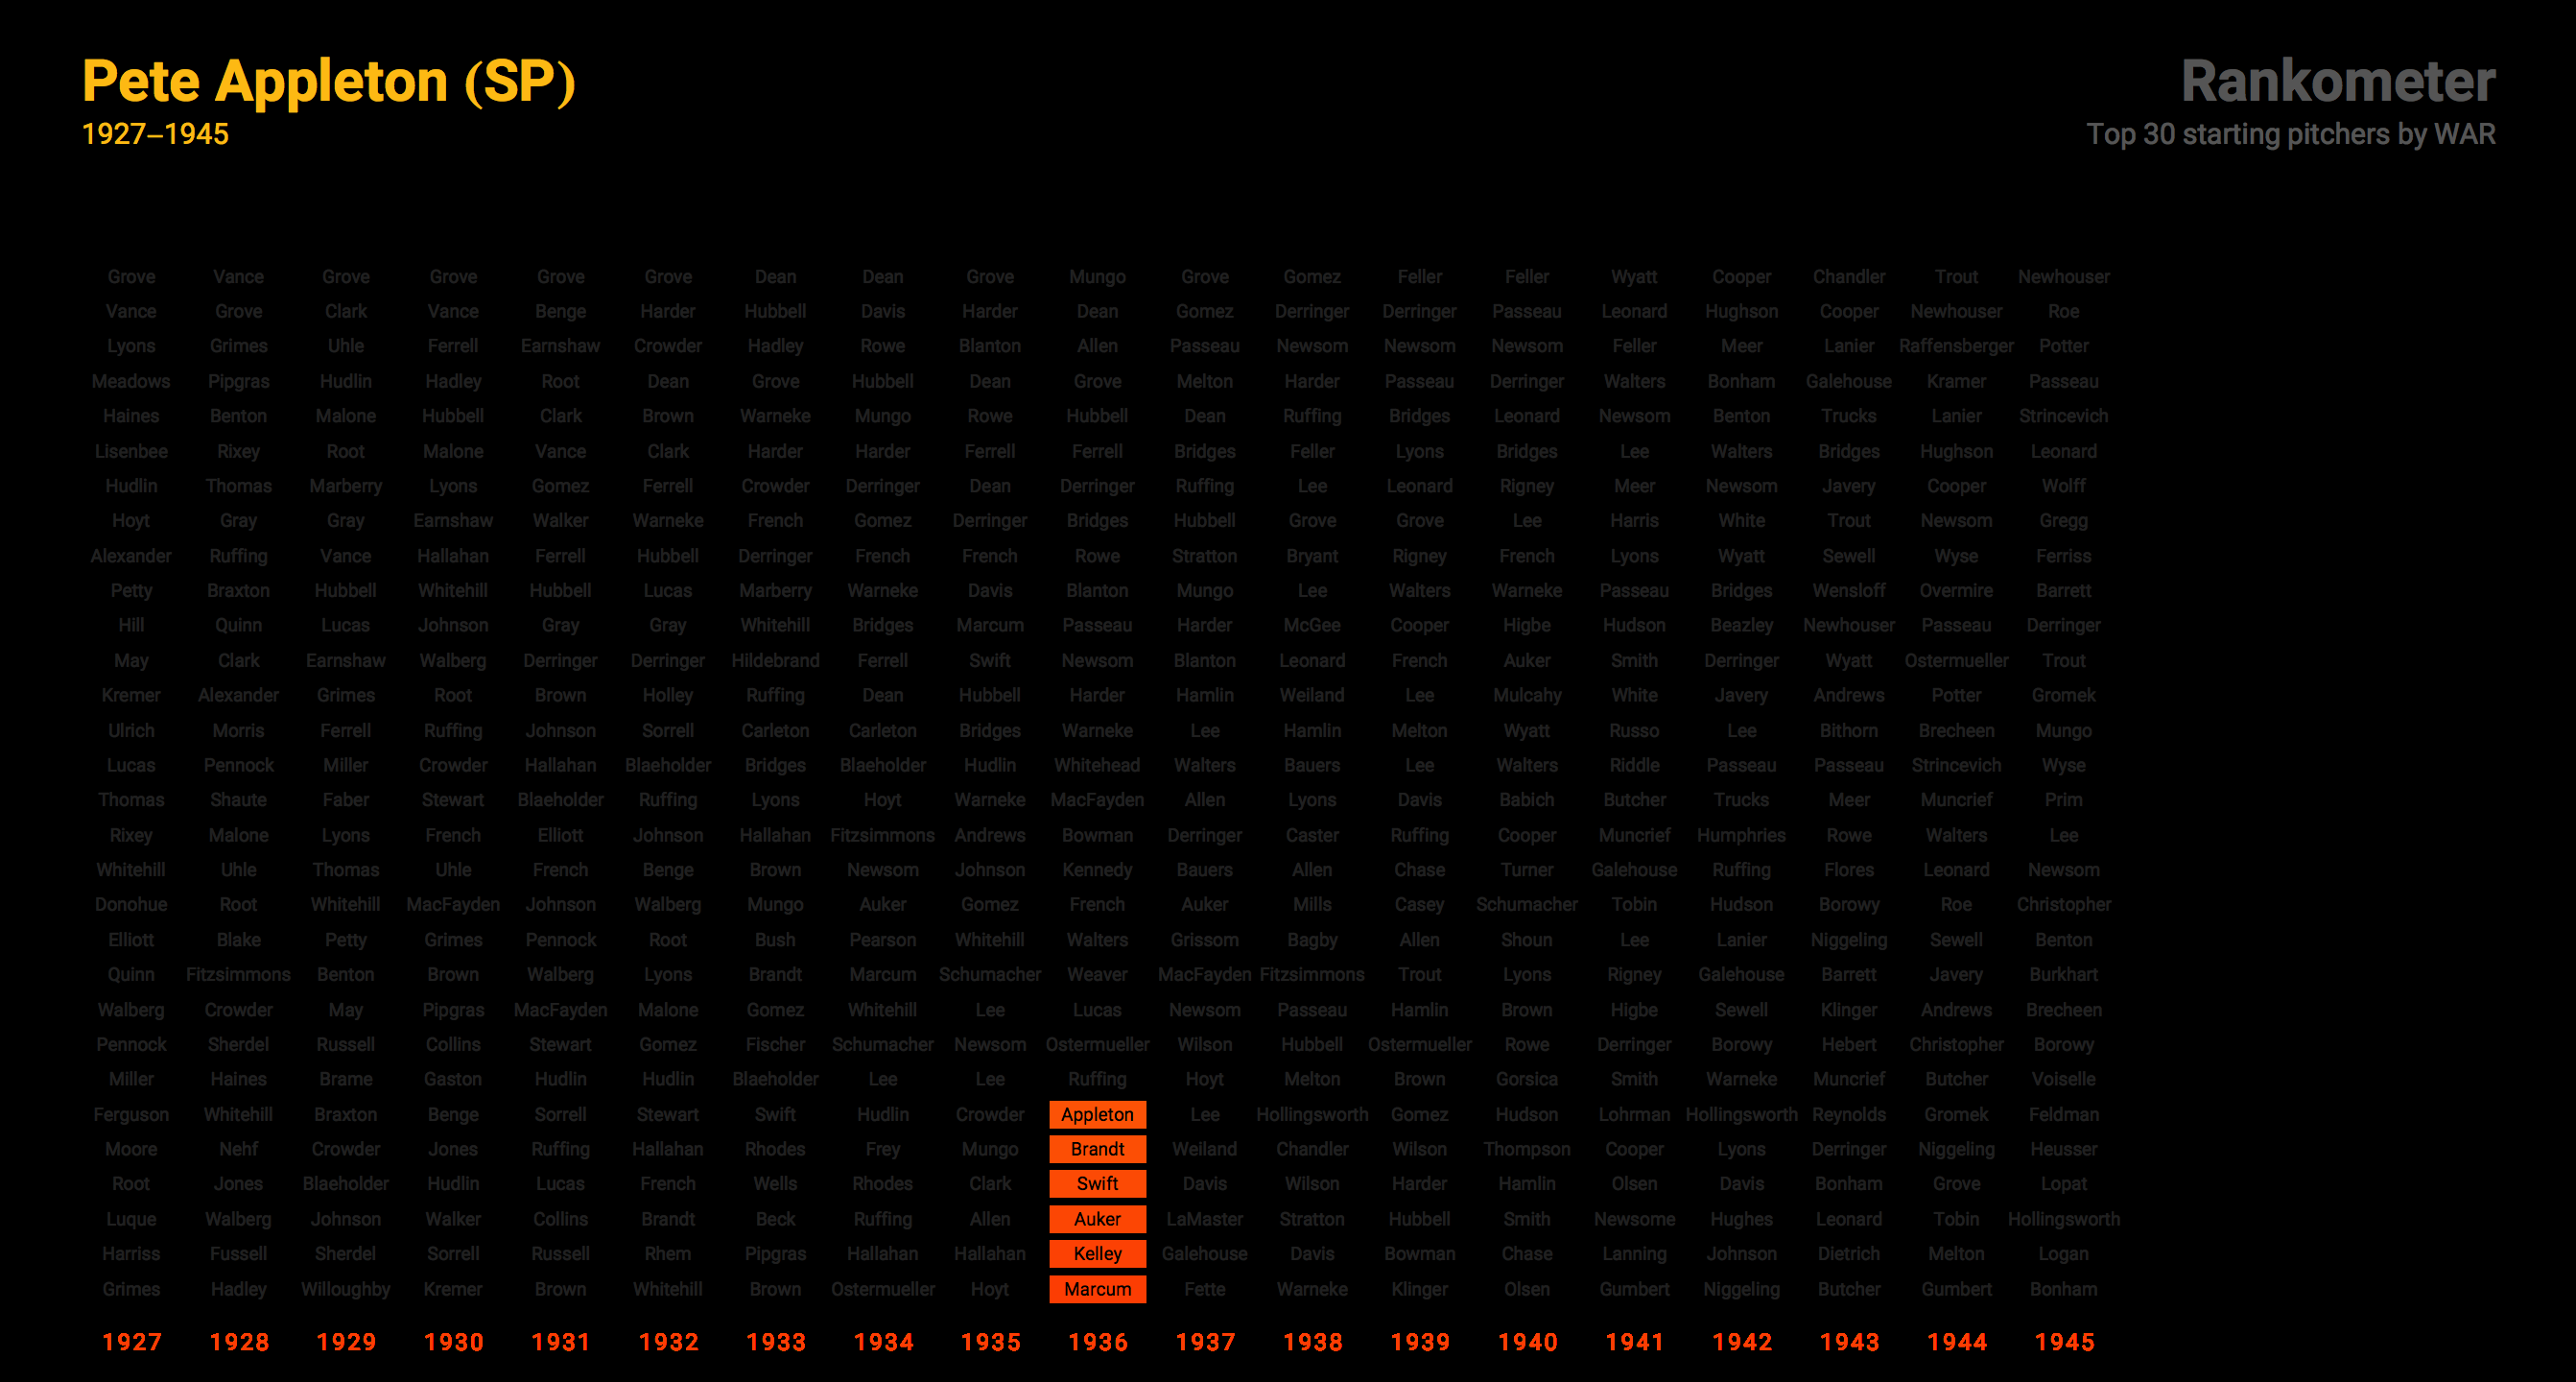 Pete Appleton (SP)
1927–1945
Rankometer
Top 30 starting pitchers by WAR
Grove Vance Grove Grove Grove Grove Dean Dean Grove Mungo Grove Gomez Feller Feller Wyatt Cooper Chandler Trout Newhouser
Vance Grove Clark Vance Benge Harder Hubbell Davis Harder Dean Gomez Derringer Derringer Passeau Leonard Hughson Cooper Newhouser Roe
Lyons Grimes Uhle Ferrell Earnshaw Crowder Hadley Rowe Blanton Allen Passeau Newsom Newsom Newsom Feller Meer Lanier Raffensberger Potter
Meadows Pipgras Hudlin Hadley Root Dean Grove Hubbell Dean Grove Melton Harder Passeau Derringer Walters Bonham Galehouse Kramer Passeau
Haines Benton Malone Hubbell Clark Brown Warneke Mungo Rowe Hubbell Dean Ruffing Bridges Leonard Newsom Benton Trucks Lanier Strincevich
Lisenbee Rixey Root Malone Vance Clark Harder Harder Ferrell Ferrell Bridges Feller Lyons Bridges Lee Walters Bridges Hughson Leonard
Hudlin Thomas Marberry Lyons Gomez Ferrell Crowder Derringer Dean Derringer Ruffing Lee Leonard Rigney Meer Newsom Javery Cooper Wolff
Hoyt Gray Gray Earnshaw Walker Warneke French Gomez Derringer Bridges Hubbell Grove Grove Lee Harris White Trout Newsom Gregg
Alexander Ruffing Vance Hallahan Ferrell Hubbell Derringer French French Rowe Stratton Bryant Rigney French Lyons Wyatt Sewell Wyse Ferriss
Petty Braxton Hubbell Whitehill Hubbell Lucas Marberry Warneke Davis Blanton Mungo Lee Walters Warneke Passeau Bridges Wensloff Overmire Barrett
Hill Quinn Lucas Johnson Gray Gray Whitehill Bridges Marcum Passeau Harder McGee Cooper Higbe Hudson Beazley Newhouser Passeau Derringer
May Clark Earnshaw Walberg Derringer Derringer Hildebrand Ferrell Swift Newsom Blanton Leonard French Auker Smith Derringer Wyatt Ostermueller Trout
Kremer Alexander Grimes Root Brown Holley Ruffing Dean Hubbell Harder Hamlin Weiland Lee Mulcahy White Javery Andrews Potter Gromek
Ulrich Morris Ferrell Ruffing Johnson Sorrell Carleton Carleton Bridges Warneke Lee Hamlin Melton Wyatt Russo Lee Bithorn Brecheen Mungo
Lucas Pennock Miller Crowder Hallahan Blaeholder Bridges Blaeholder Hudlin Whitehead Walters Bauers Lee Walters Riddle Passeau Passeau Strincevich Wyse
Thomas Shaute Faber Stewart Blaeholder Ruffing Lyons Hoyt Warneke MacFayden Allen Lyons Davis Babich Butcher Trucks Meer Muncrief Prim
Rixey Malone Lyons French Elliott Johnson Hallahan Fitzsimmons Andrews Bowman Derringer Caster Ruffing Cooper Muncrief Humphries Rowe Walters Lee
Whitehill Uhle Thomas Uhle French Benge Brown Newsom Johnson Kennedy Bauers Allen Chase Turner Galehouse Ruffing Flores Leonard Newsom
Donohue Root Whitehill MacFayden Johnson Walberg Mungo Auker Gomez French Auker Mills Casey Schumacher Tobin Hudson Borowy Roe Christopher
Elliott Blake Petty Grimes Pennock Root Bush Pearson Whitehill Walters Grissom Bagby Allen Shoun Lee Lanier Niggeling Sewell Benton
Quinn Fitzsimmons Benton Brown Walberg Lyons Brandt Marcum Schumacher Weaver MacFayden Fitzsimmons Trout Lyons Rigney Galehouse Barrett Javery Burkhart
Walberg Crowder May Pipgras MacFayden Malone Gomez Whitehill Lee Lucas Newsom Passeau Hamlin Brown Higbe Sewell Klinger Andrews Brecheen
Pennock Sherdel Russell Collins Stewart Gomez Fischer Schumacher Newsom Ostermueller Wilson Hubbell Ostermueller Rowe Derringer Borowy Hebert Christopher Borowy
Miller Haines Brame Gaston Hudlin Hudlin Blaeholder Lee Lee Ruffing Hoyt Melton Brown Gorsica Smith Warneke Muncrief Butcher Voiselle
Ferguson Whitehill Braxton Benge Sorrell Stewart Swift Hudlin Crowder Appleton Lee Hollingsworth Gomez Hudson Lohrman Hollingsworth Reynolds Gromek Feldman
Moore Nehf Crowder Jones Ruffing Hallahan Rhodes Frey Mungo Brandt Weiland Chandler Wilson Thompson Cooper Lyons Derringer Niggeling Heusser
Root Jones Blaeholder Hudlin Lucas French Wells Rhodes Clark Swift Davis Wilson Harder Hamlin Olsen Davis Bonham Grove Lopat
Luque Walberg Johnson Walker Collins Brandt Beck Ruffing Allen Auker LaMaster Stratton Hubbell Smith Newsome Hughes Leonard Tobin Hollingsworth
Harriss Fussell Sherdel Sorrell Russell Rhem Pipgras Hallahan Hallahan Kelley Galehouse Davis Bowman Chase Lanning Johnson Dietrich Melton Logan
Grimes Hadley Willoughby Kremer Brown Whitehill Brown Ostermueller Hoyt Marcum Fette Warneke Klinger Olsen Gumbert Niggeling Butcher Gumbert Bonham
1927 1928 1929 1930 1931 1932 1933 1934 1935 1936 1937 1938 1939 1940 1941 1942 1943 1944 1945